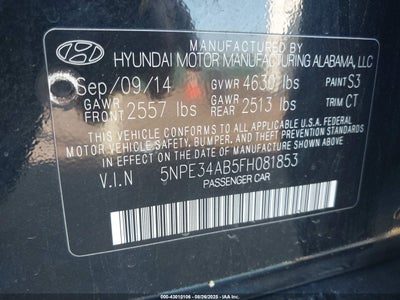 MANUFACTURED BY
HYUNDAI MOTOR MANUFACTURING ALABAMA, LLC
Sep/09/14 GVWR 4630 lbs PAINT S3
GAWR FRONT 2557 lbs GAWR REAR 2513 lbs TRIM CT
THIS VEHICLE CONFORMS TO ALL APPLICABLE U.S.A. FEDERAL
MOTOR VEHICLE SAFETY, BUMPER, AND THEFT PREVENTION
STANDARDS IN EFFECT ON THE DATE OF MANUFACTURE SHOWN ABOVE.
V.I.N 5NPE34AB5FH081853
PASSENGER CAR
000-43010106 - 08/26/2025 - IAAI.COM